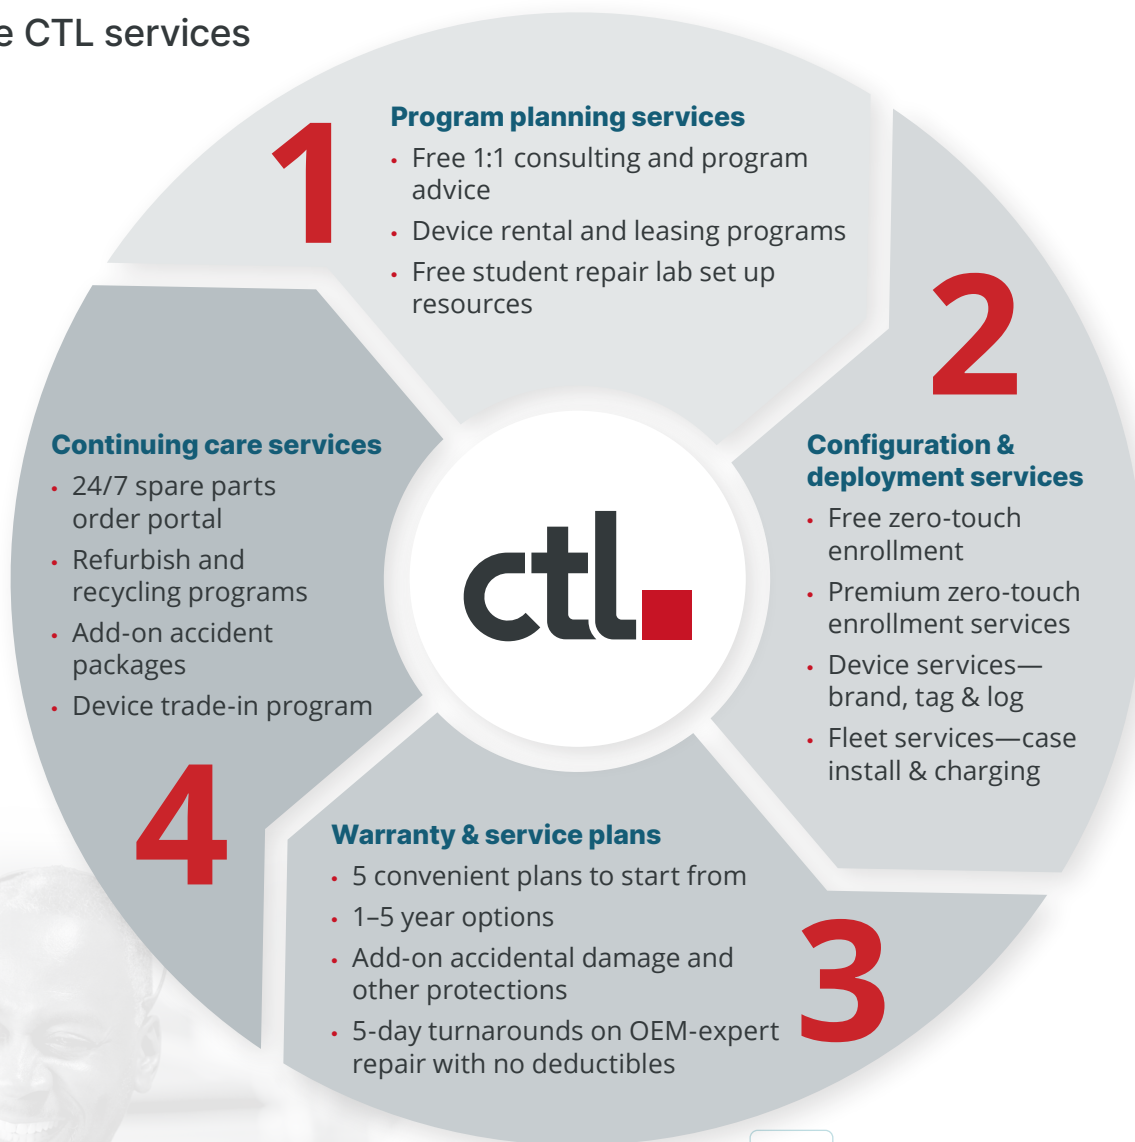 e CTL services
1
Program planning services
• Free 1:1 consulting and program
advice
• Device rental and leasing programs
• Free student repair lab set up
resources
2
Configuration &
deployment services
• Free zero-touch
enrollment
• Premium zero-touch
enrollment services
• Device services—
brand, tag & log
• Fleet services—case
install & charging
3
Warranty & service plans
• 5 convenient plans to start from
• 1–5 year options
• Add-on accidental damage and
other protections
• 5-day turnarounds on OEM-expert
repair with no deductibles
4
Continuing care services
• 24/7 spare parts
order portal
• Refurbish and
recycling programs
• Add-on accident
packages
• Device trade-in program
ctl